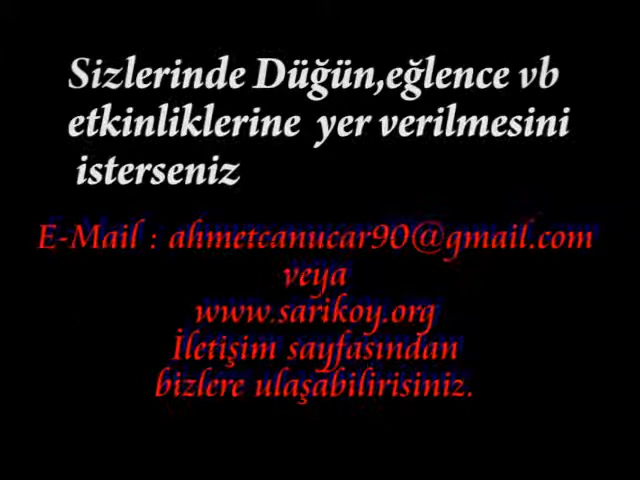 Sizlerinde Düğün,eğlence vb
etkinliklerine yer verilmesini
isterseniz
E-Mail : ahmetcanucar90@gmail.com
veya
www.sarikoy.org
İletişim sayfasından
bizlere ulaşabilirisiniz.